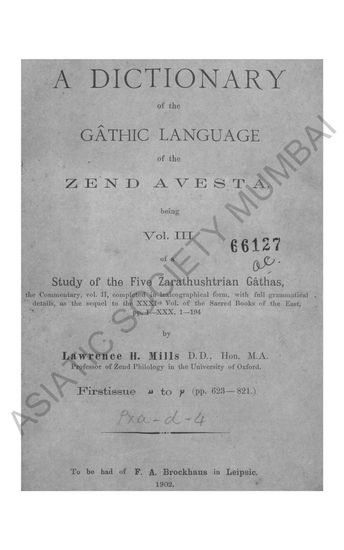 A DICTIONARY
of the
GÂTHIC LANGUAGE
of the
ZEND AVESTA
being
Vol. III
66127
of a
ac.
Study of the Five Zarathushtrian Gâthas,
the Commentary, vol. II, completed in lexicographical form, with full grammatical
details, as the sequel to the XXXIst Vol. of the Sacred Books of the East,
pp. I—XXX, 1—194
by
Lawrence H. Mills D. D., Hon. M.A.
Professor of Zend Philology in the University of Oxford.
Firstissue to (pp. 623—821.)
Pxa-d-4
To be had of F. A. Brockhaus in Leipsic.
1902.
ASIATIC SOCIETY MUMBAI